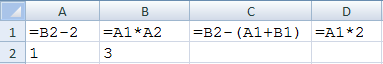 A B C D
1 =B2-2 =A1*A2 =B2-(A1+B1) =A1*2
2 1 3